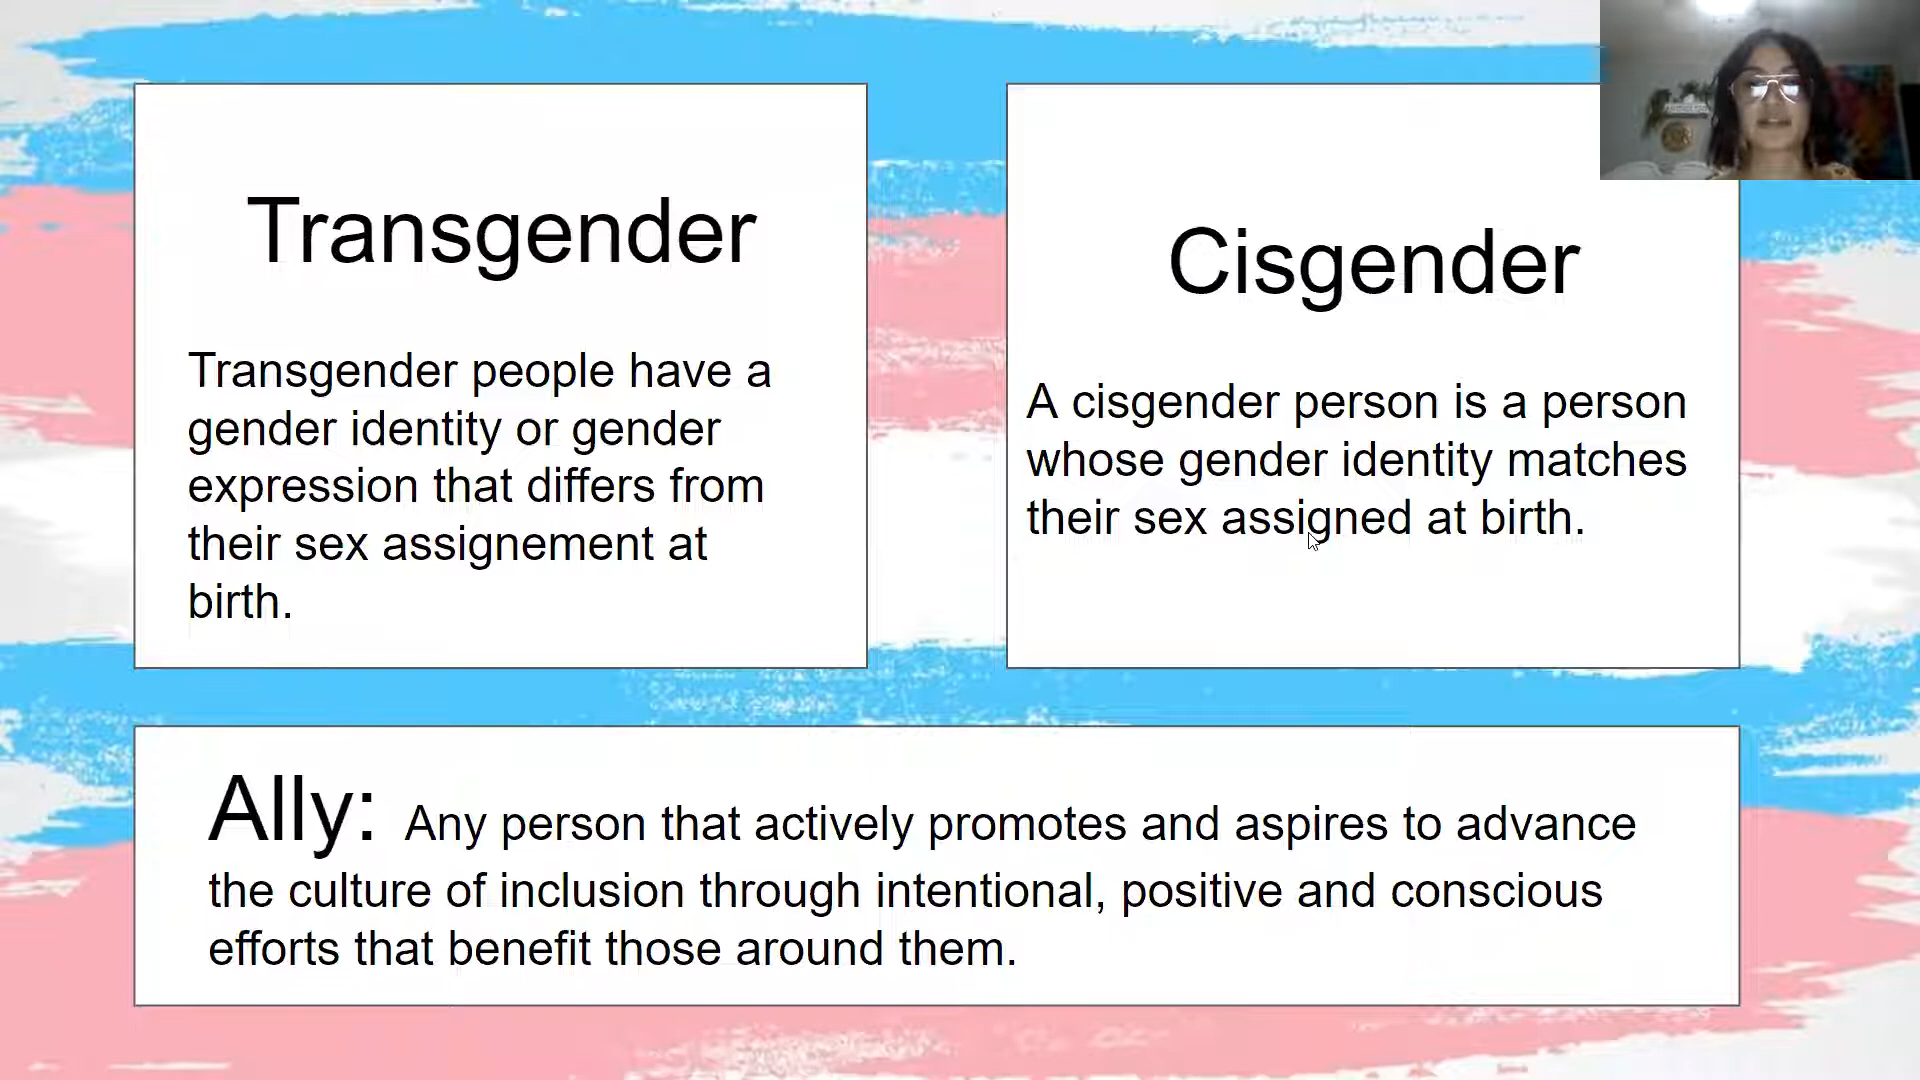 Transgender
Transgender people have a
gender identity or gender
expression that differs from
their sex assignement at
birth.
Cisgender
A cisgender person is a person
whose gender identity matches
their sex assigned at birth.
Ally: Any person that actively promotes and aspires to advance
the culture of inclusion through intentional, positive and conscious
efforts that benefit those around them.